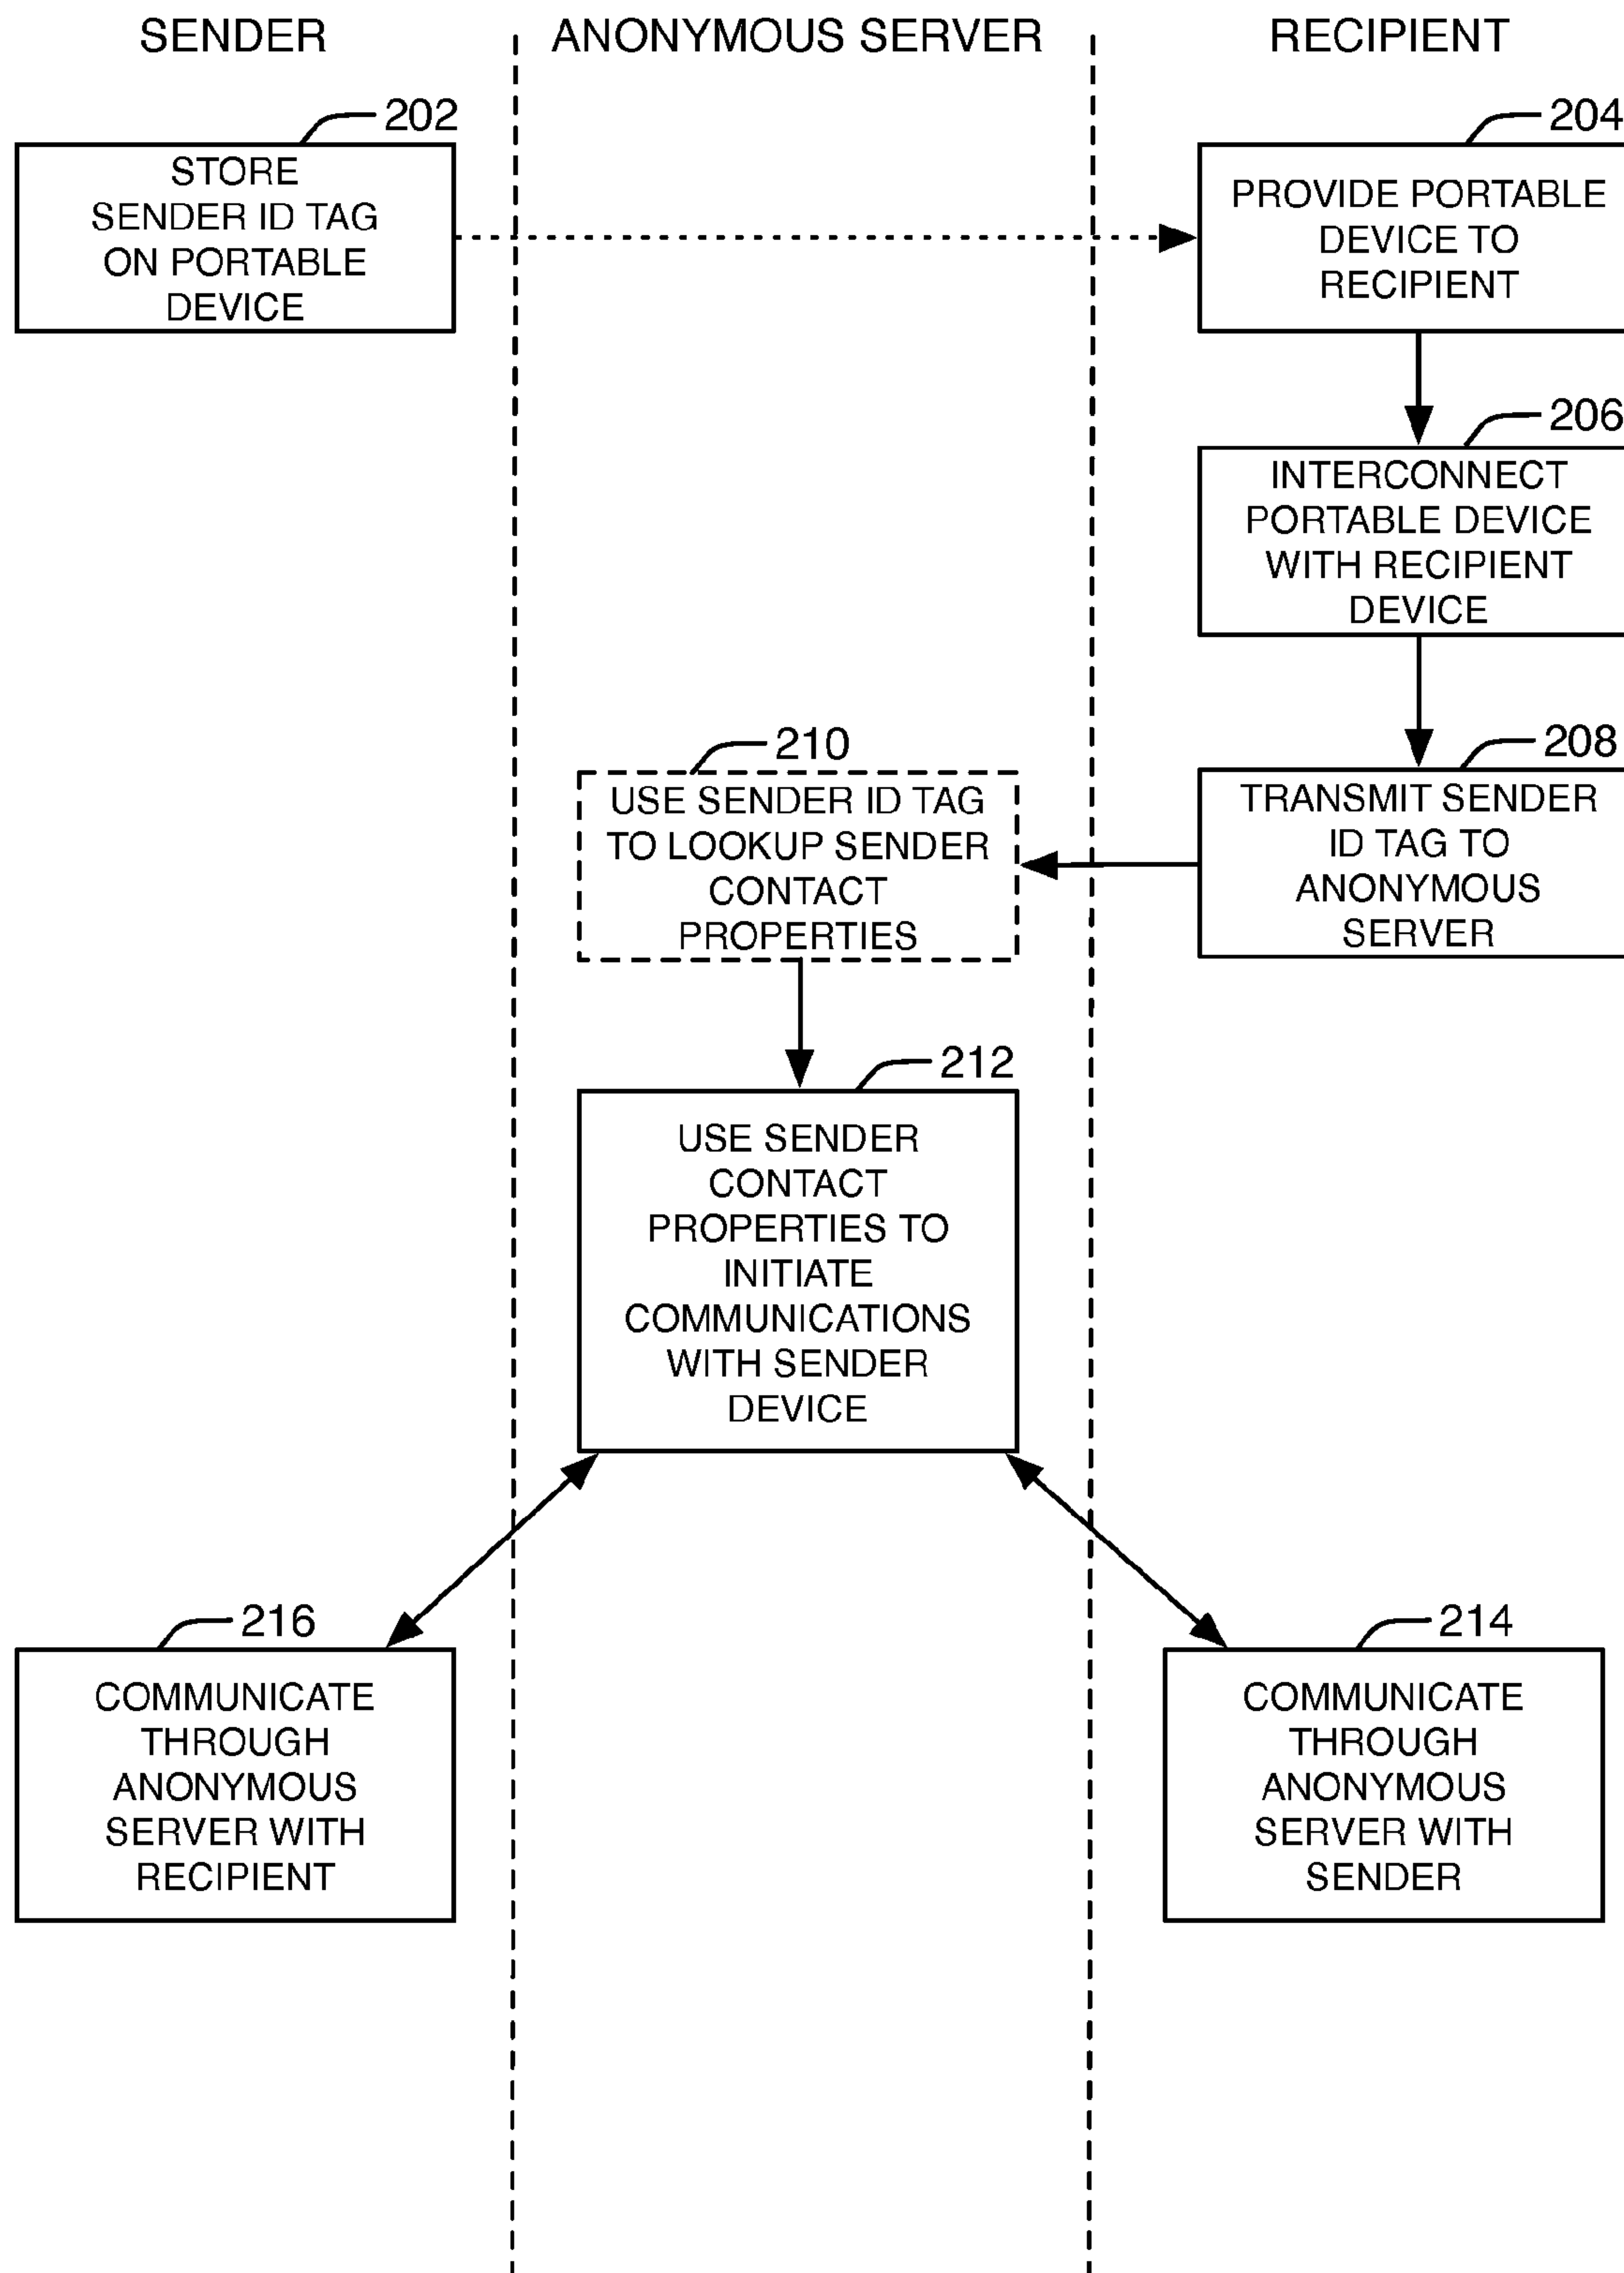 SENDER
ANONYMOUS SERVER
RECIPIENT
202
STORE
SENDER ID TAG
ON PORTABLE
DEVICE
204
PROVIDE PORTABLE
DEVICE TO
RECIPIENT
206
INTERCONNECT
PORTABLE DEVICE
WITH RECIPIENT
DEVICE
208
TRANSMIT SENDER
ID TAG TO
ANONYMOUS
SERVER
210
USE SENDER ID TAG
TO LOOKUP SENDER
CONTACT
PROPERTIES
212
USE SENDER
CONTACT
PROPERTIES TO
INITIATE
COMMUNICATIONS
WITH SENDER
DEVICE
216
COMMUNICATE
THROUGH
ANONYMOUS
SERVER WITH
RECIPIENT
214
COMMUNICATE
THROUGH
ANONYMOUS
SERVER WITH
SENDER